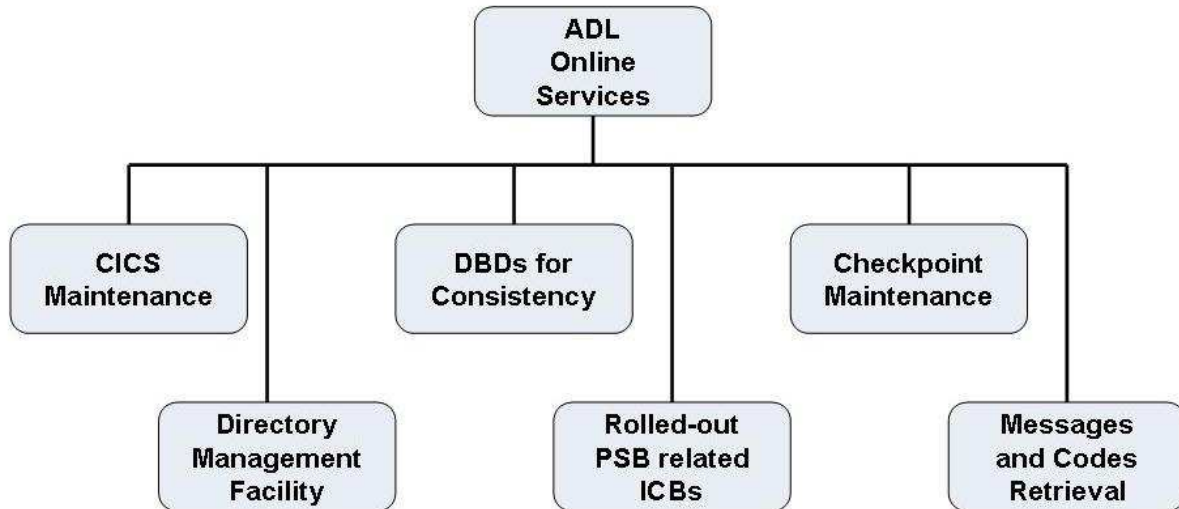 ADL
Online
Services
CICS
Maintenance
DBDs for
Consistency
Checkpoint
Maintenance
Directory
Management
Facility
Rolled-out
PSB related
ICBs
Messages
and Codes
Retrieval